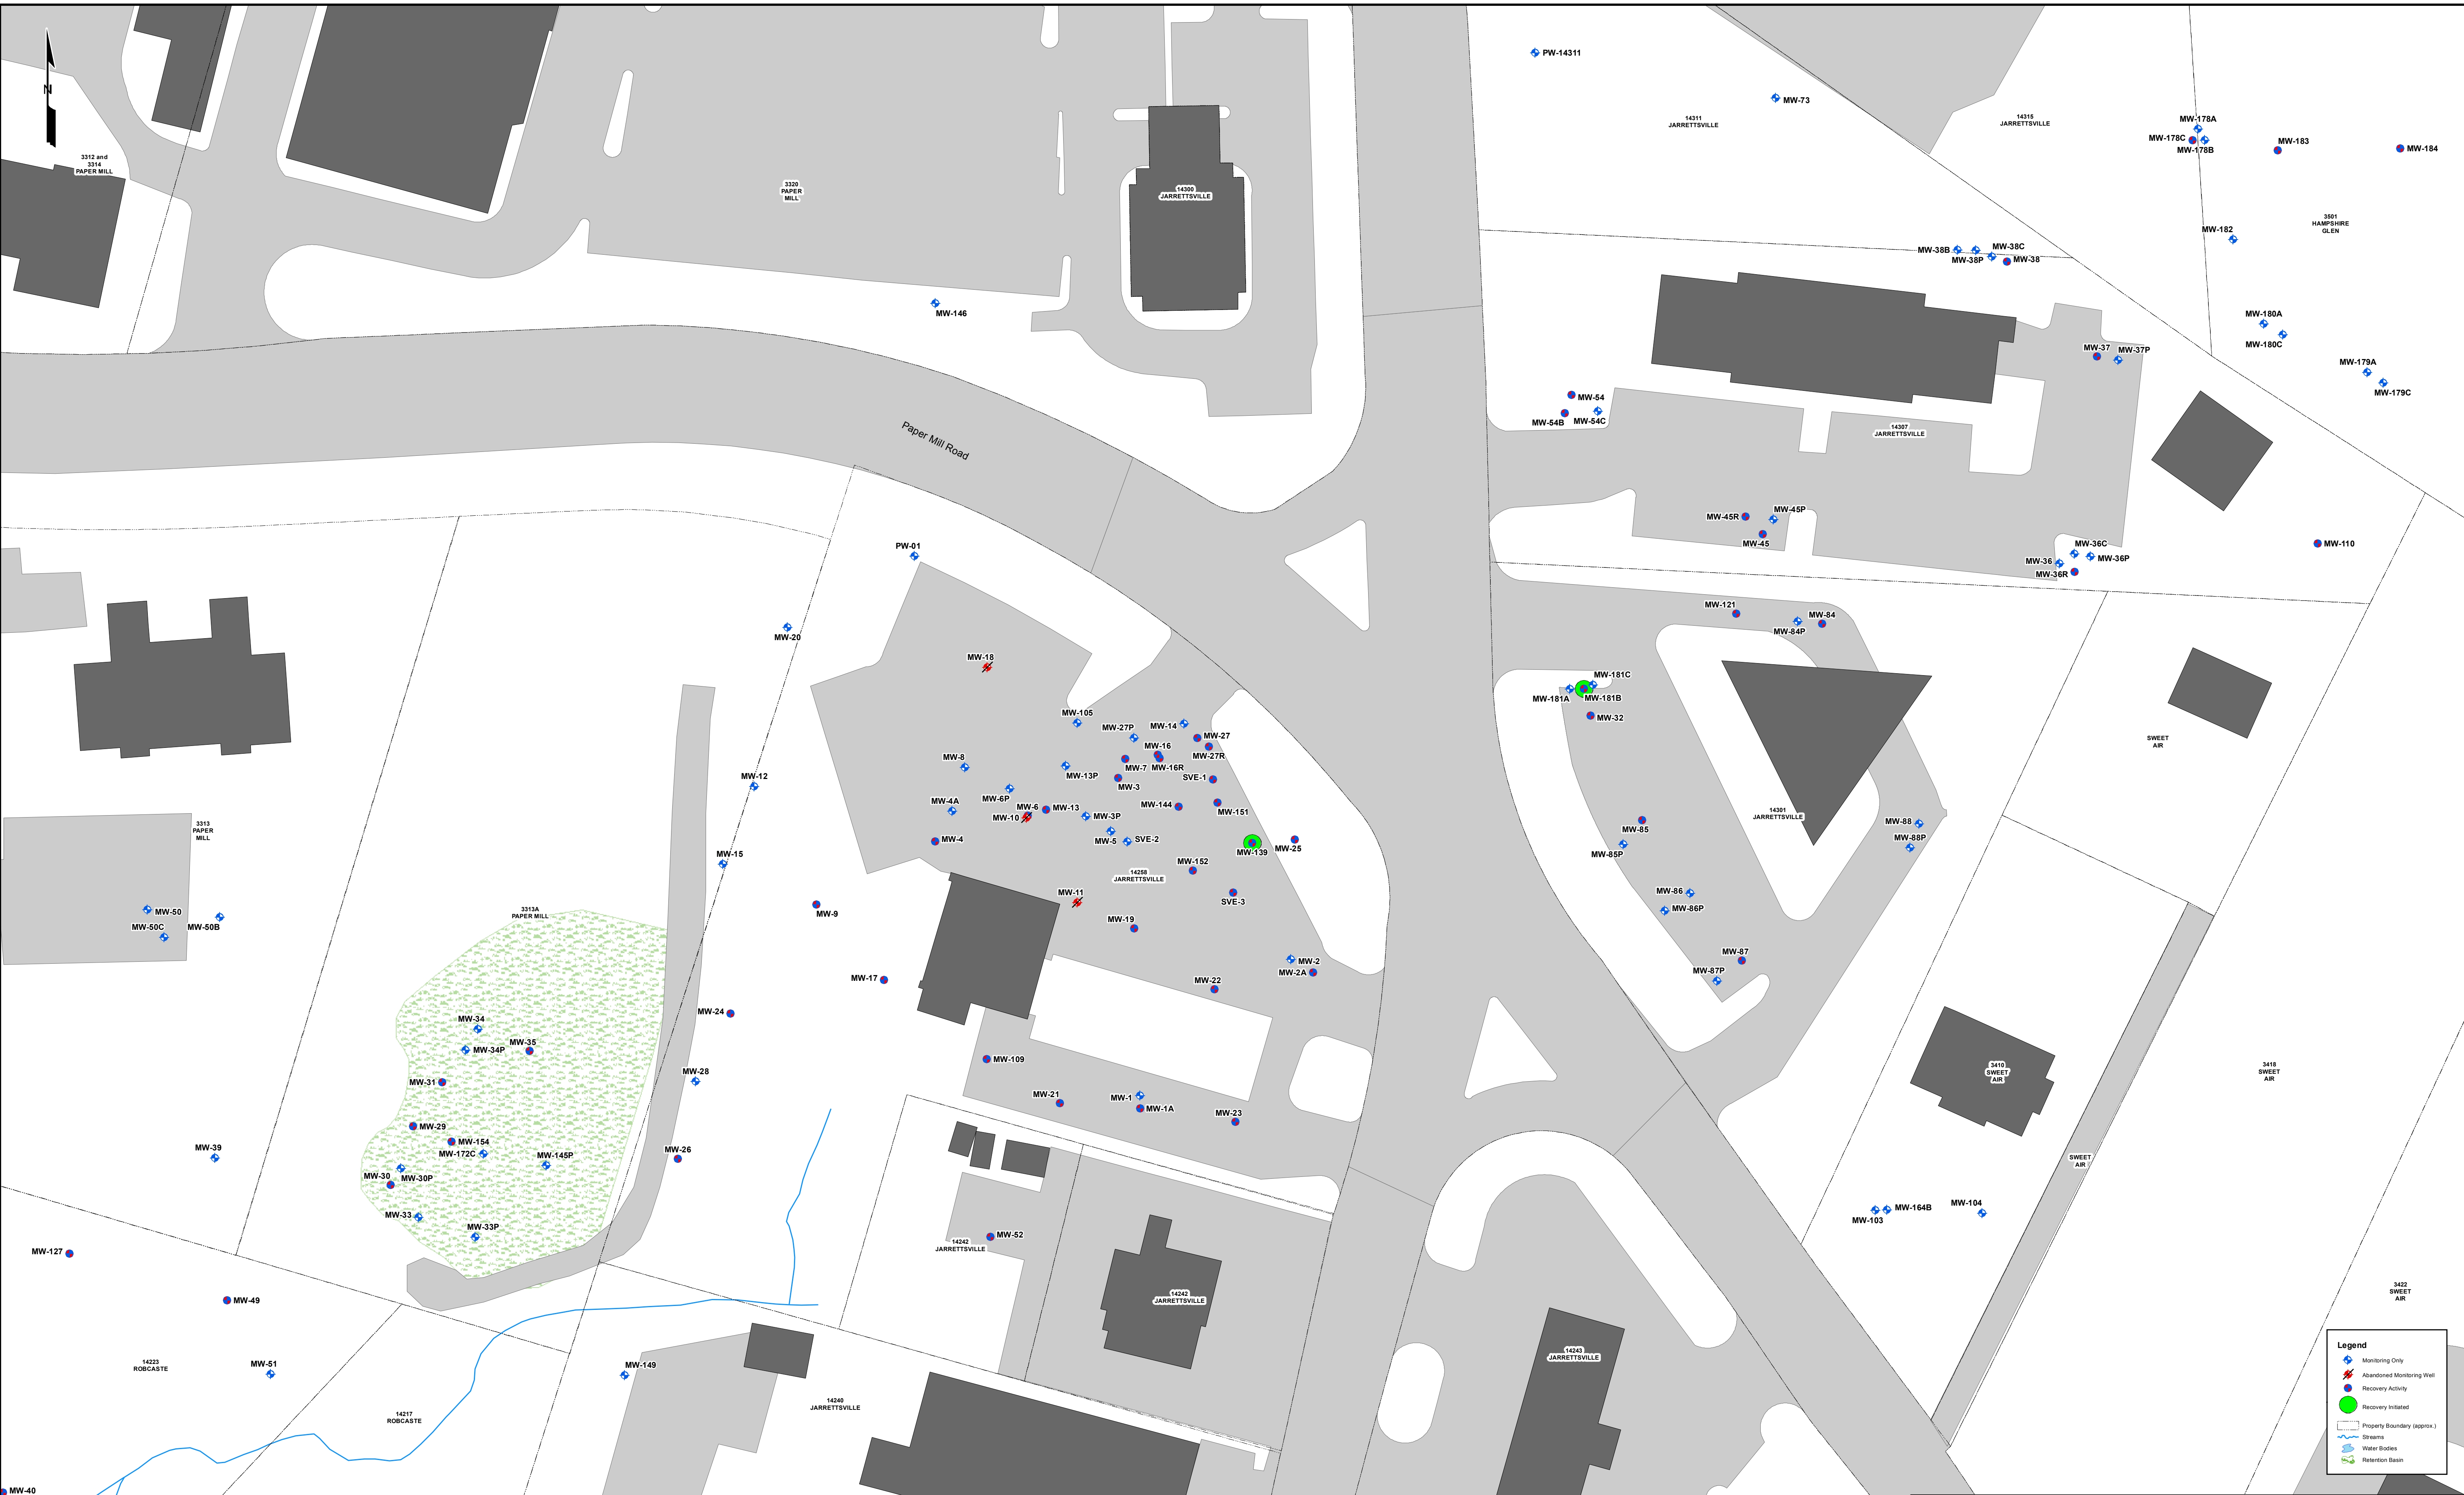 N
3312 and
3314
PAPER MILL
3320
PAPER
MILL
14300
JARRETTSVILLE
PW-14311
MW-73
14311
JARRETTSVILLE
14315
JARRETTSVILLE
MW-178A
MW-178C
MW-178B
MW-183
MW-184
3501
HAMPSHIRE
GLEN
MW-182
MW-38B
MW-38C
MW-38P
MW-38
MW-146
MW-180A
MW-180C
MW-37
MW-37P
MW-179A
MW-179C
MW-54
MW-54B
MW-54C
14307
JARRETTSVILLE
Paper Mill Road
MW-45R
MW-45P
MW-45
MW-36C
MW-36
MW-36P
MW-36R
MW-110
PW-01
MW-20
MW-18
MW-121
MW-84
MW-84P
MW-181C
MW-181A
MW-181B
MW-32
SWEET
AIR
MW-105
MW-27P
MW-14
MW-27
MW-16
MW-27R
MW-8
MW-13P
MW-7
MW-16R
MW-3
SVE-1
MW-12
MW-6P
MW-4A
MW-6
MW-13
MW-144
MW-151
MW-10
MW-3P
MW-5
SVE-2
MW-4
MW-139
MW-25
14301
JARRETTSVILLE
MW-85
MW-85P
MW-88
MW-88P
3313
PAPER
MILL
MW-15
MW-152
14258
JARRETTSVILLE
MW-11
SVE-3
MW-86
MW-86P
MW-50
MW-50C
MW-50B
3313A
PAPER MILL
MW-9
MW-19
MW-2
MW-2A
MW-87
MW-87P
MW-17
MW-22
MW-24
MW-34
MW-34P
MW-35
MW-31
MW-28
MW-109
MW-21
MW-1
MW-1A
MW-23
3410
SWEET
AIR
3418
SWEET
AIR
MW-29
MW-154
MW-172C
MW-145P
MW-39
MW-26
MW-30
MW-30P
SWEET
AIR
MW-33
MW-33P
MW-103
MW-164B
MW-104
MW-127
MW-52
14242
JARRETTSVILLE
MW-49
14242
JARRETTSVILLE
3422
SWEET
AIR
14223
ROBCASTE
MW-51
MW-149
14243
JARRETTSVILLE
14240
JARRETTSVILLE
14217
ROBCASTE
MW-40
Legend
Monitoring Only
Abandoned Monitoring Well
Recovery Activity
Recovery Initiated
Property Boundary (approx.)
Streams
Water Bodies
Retention Basin